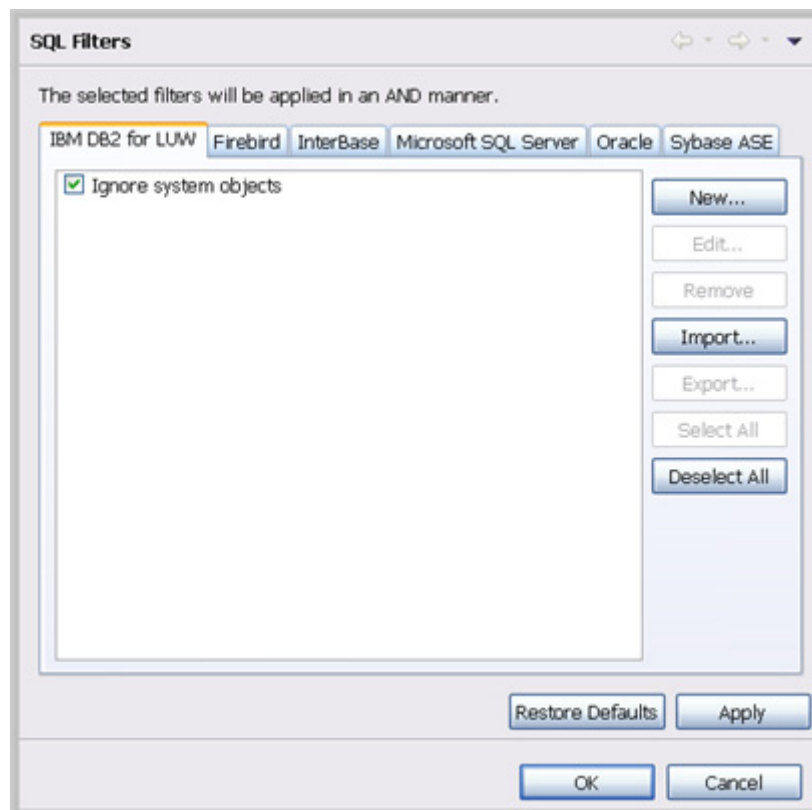 SQL Filters
The selected filters will be applied in an AND manner.
IBM DB2 for LUW Firebird InterBase Microsoft SQL Server Oracle Sybase ASE
Ignore system objects
New...
Edit...
Remove
Import...
Export...
Select All
Deselect All
Restore Defaults Apply
OK Cancel